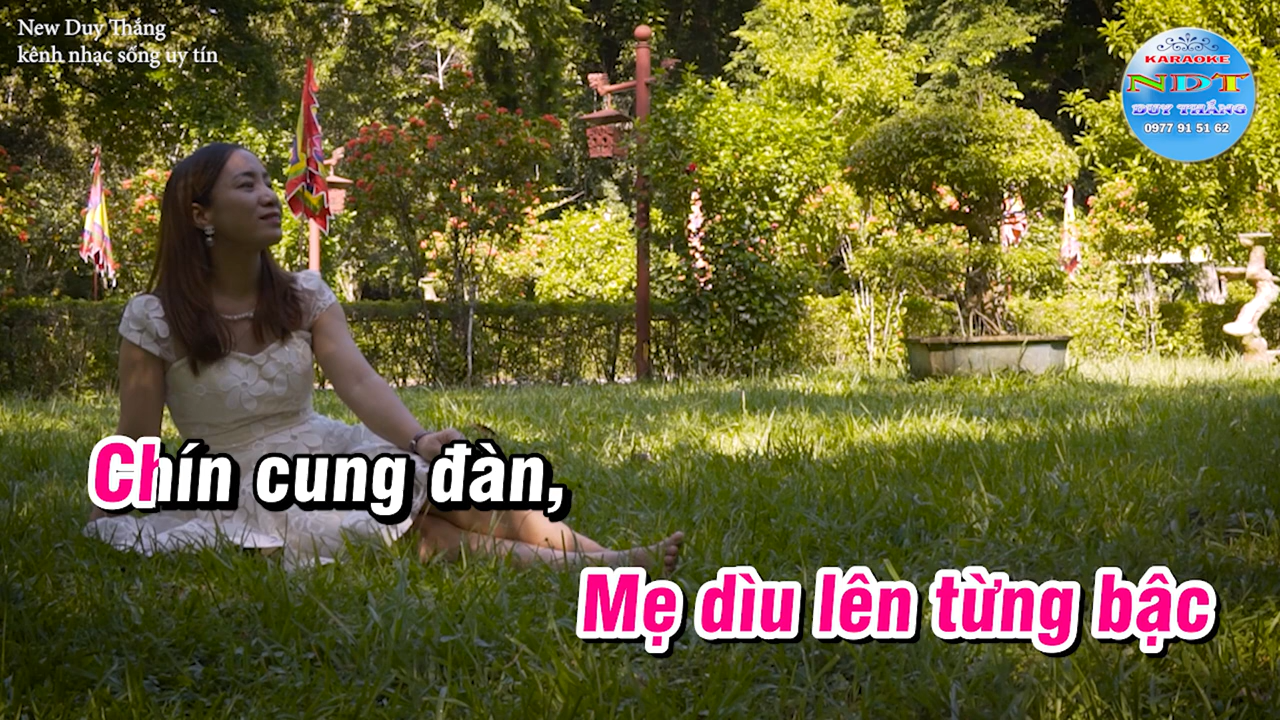 New Duy Thắng
kênh nhạc sống uy tín
KARAOKE
NDT
DUY THẮNG
0977 91 51 62
Chín cung đàn,
Mẹ dìu lên từng bậc